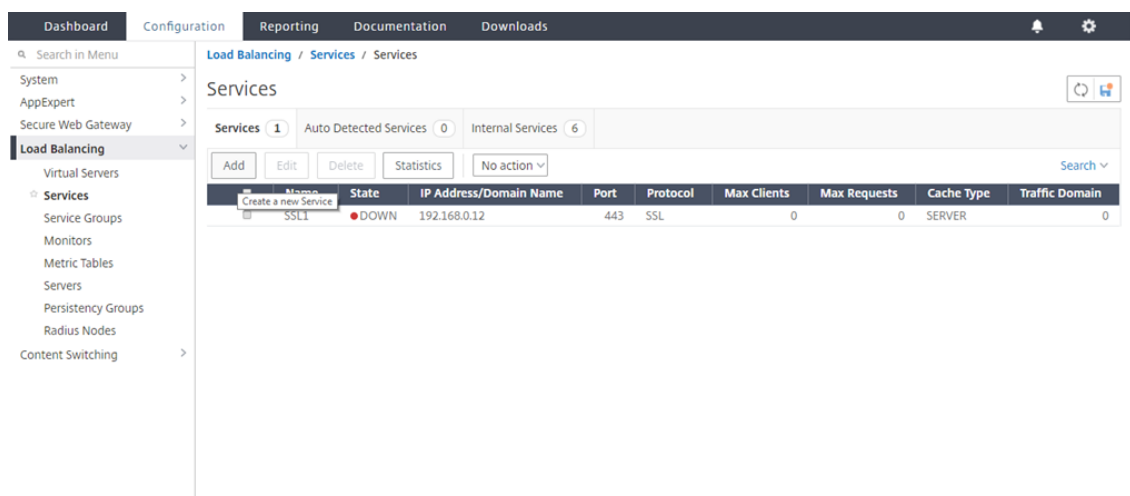 Dashboard Configuration Reporting Documentation Downloads
Search in Menu
System
AppExpert
Secure Web Gateway
Load Balancing
Virtual Servers
Services
Service Groups
Monitors
Metric Tables
Servers
Persistency Groups
Radius Nodes
Content Switching
Load Balancing / Services / Services
Services
Services 1 Auto Detected Services 0 Internal Services 6
Add Edit Delete Statistics No action Search
Name State IP Address/Domain Name Port Protocol Max Clients Max Requests Cache Type Traffic Domain
Create a new Service
SSL1 DOWN 192.168.0.12 443 SSL 0 0 SERVER 0